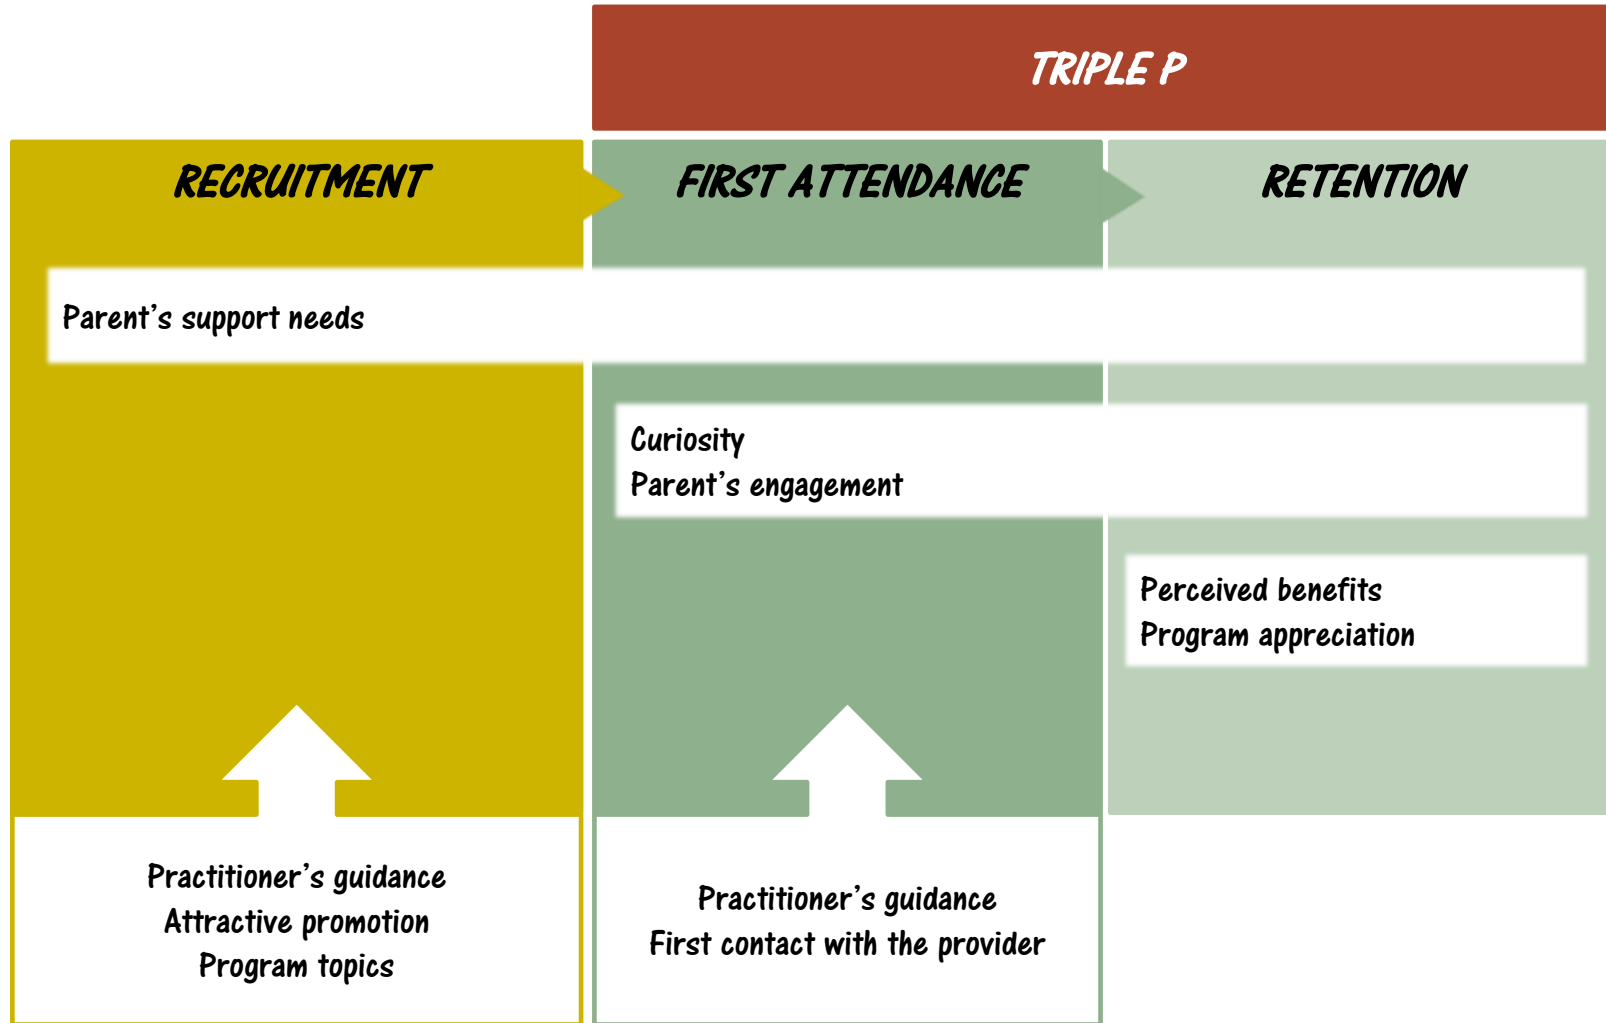 TRIPLE P
RECRUITMENT
FIRST ATTENDANCE
RETENTION
Parent's support needs
Curiosity
Parent's engagement
Perceived benefits
Program appreciation
Practitioner's guidance
Attractive promotion
Program topics
Practitioner's guidance
First contact with the provider